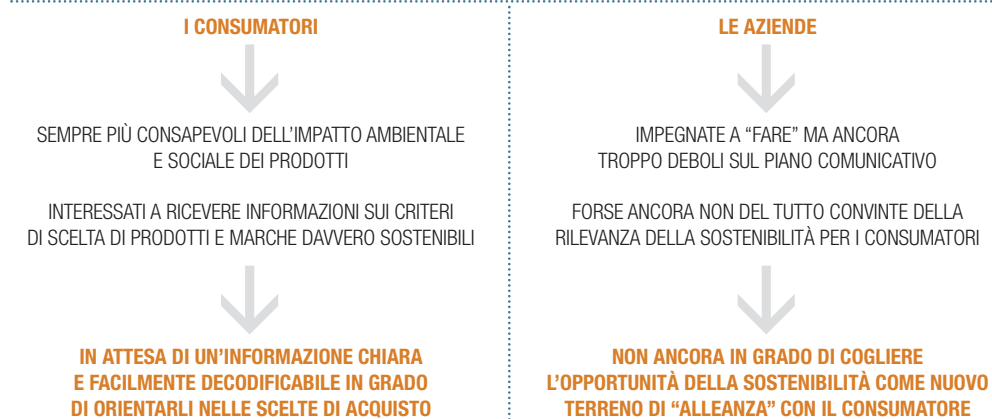 I CONSUMATORI
SEMPRE PIÙ CONSAPEVOLI DELL’IMPATTO AMBIENTALE
E SOCIALE DEI PRODOTTI
INTERESSATI A RICEVERE INFORMAZIONI SUI CRITERI
DI SCELTA DI PRODOTTI E MARCHE DAVVERO SOSTENIBILI
IN ATTESA DI UN’INFORMAZIONE CHIARA
E FACILMENTE DECODIFICABILE IN GRADO
DI ORIENTARLI NELLE SCELTE DI ACQUISTO
LE AZIENDE
IMPEGNATE A “FARE” MA ANCORA
TROPPO DEBOLI SUL PIANO COMUNICATIVO
FORSE ANCORA NON DEL TUTTO CONVINTE DELLA
RILEVANZA DELLA SOSTENIBILITÀ PER I CONSUMATORI
NON ANCORA IN GRADO DI COGLIERE
L’OPPORTUNITÀ DELLA SOSTENIBILITÀ COME NUOVO
TERRENO DI “ALLEANZA” CON IL CONSUMATORE